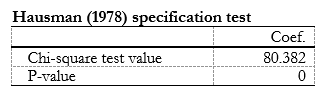 Hausman (1978) specification test
Coef.
Chi-square test value 80.382
P-value 0